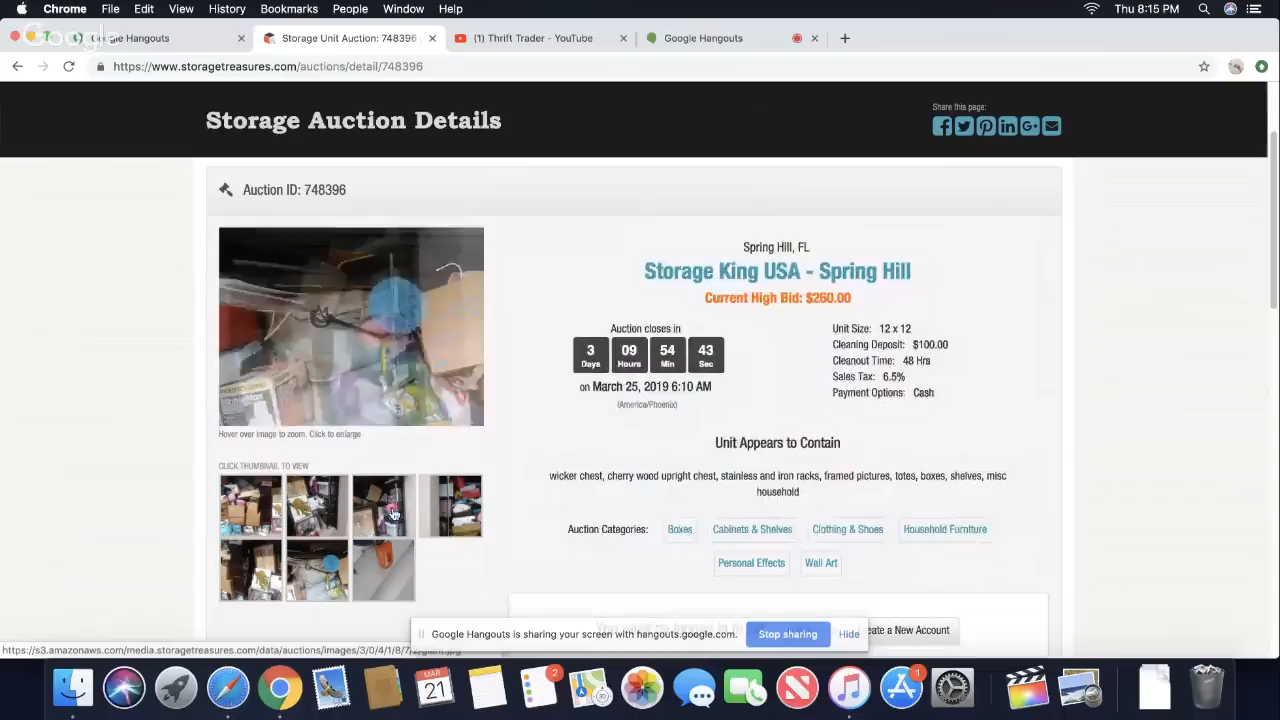 Chrome File Edit View History Bookmarks People Window Help Thu 8:15 PM
Google Hangouts Storage Unit Auction: 748396 (1) Thrift Trader - YouTube Google Hangouts
https://www.storagetreasures.com/auctions/detail/748396
Storage Auction Details
Share this page:
Auction ID: 748396
Spring Hill, FL
Storage King USA - Spring Hill
Current High Bid: $260.00
Auction closes in
3 09 54 43
Days Hours Min Sec
on March 25, 2019 6:10 AM
(America/Phoenix)
Unit Size: 12 x 12
Cleaning Deposit: $100.00
Cleanout Time: 48 Hrs
Sales Tax: 6.5%
Payment Options: Cash
Hover over image to zoom. Click to enlarge
CLICK THUMBNAIL TO VIEW
Unit Appears to Contain
wicker chest, cherry wood upright chest, stainless and iron racks, framed pictures, totes, boxes, shelves, misc
household
Auction Categories: Boxes Cabinets & Shelves Clothing & Shoes Household Furniture
Personal Effects Wall Art
eate a New Account
Google Hangouts is sharing your screen with hangouts.google.com. Stop sharing Hide
MAR
21
2
1